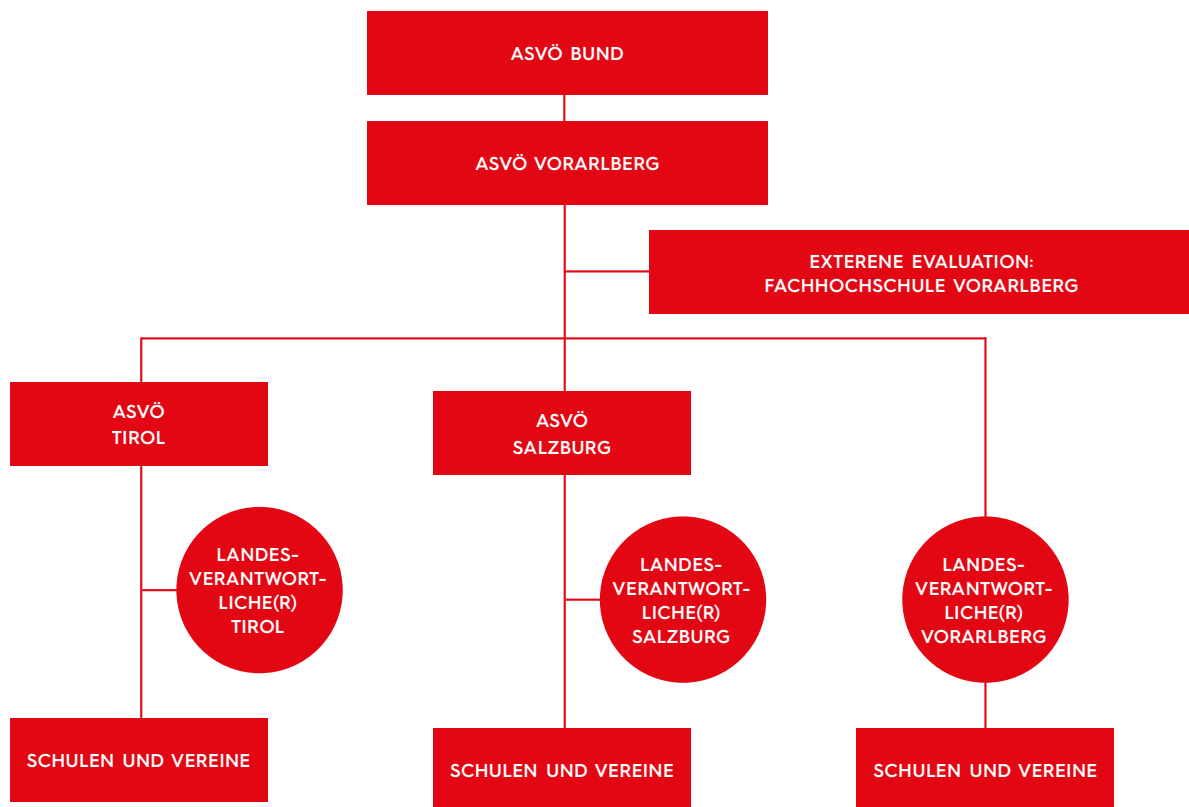 ASVÖ BUND
ASVÖ VORARLBERG
EXTERENE EVALUATION:
FACHHOCHSCHULE VORARLBERG
ASVÖ
TIROL
ASVÖ
SALZBURG
LANDES-
VERANTWORT-
LICHE(R)
TIROL
LANDES-
VERANTWORT-
LICHE(R)
SALZBURG
LANDES-
VERANTWORT-
LICHE(R)
VORARLBERG
SCHULEN UND VEREINE
SCHULEN UND VEREINE
SCHULEN UND VEREINE